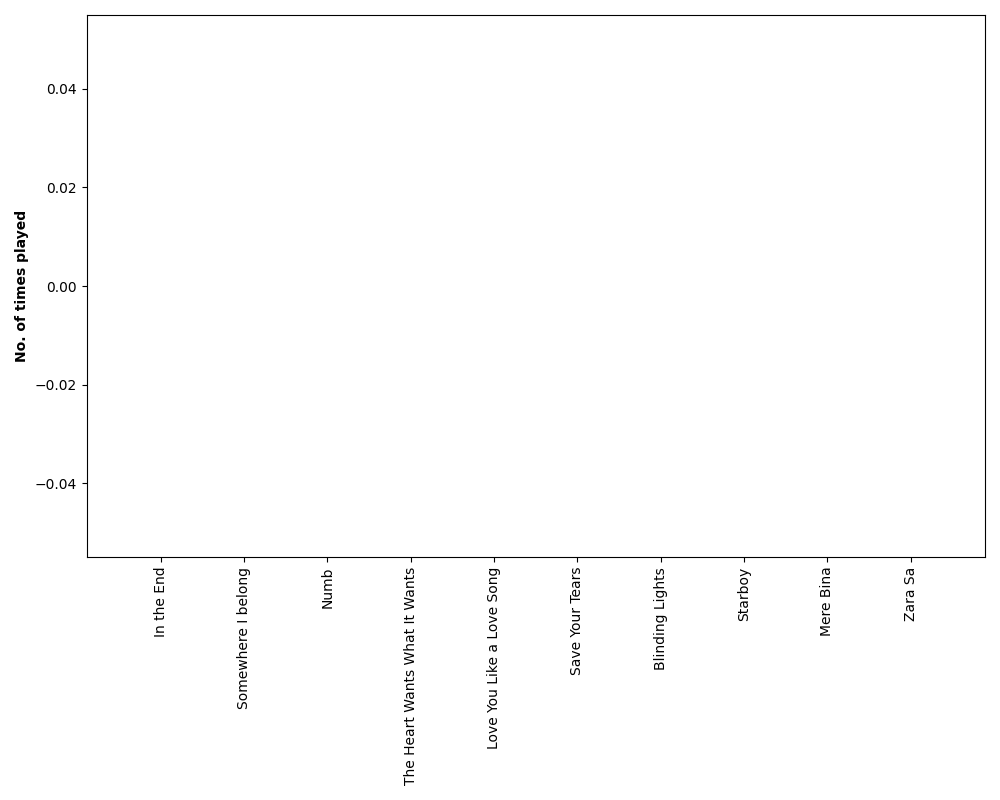 No. of times played
0.04
0.02
0.00
−0.02
−0.04
In the End
Somewhere I belong
Numb
The Heart Wants What It Wants
Love You Like a Love Song
Save Your Tears
Blinding Lights
Starboy
Mere Bina
Zara Sa